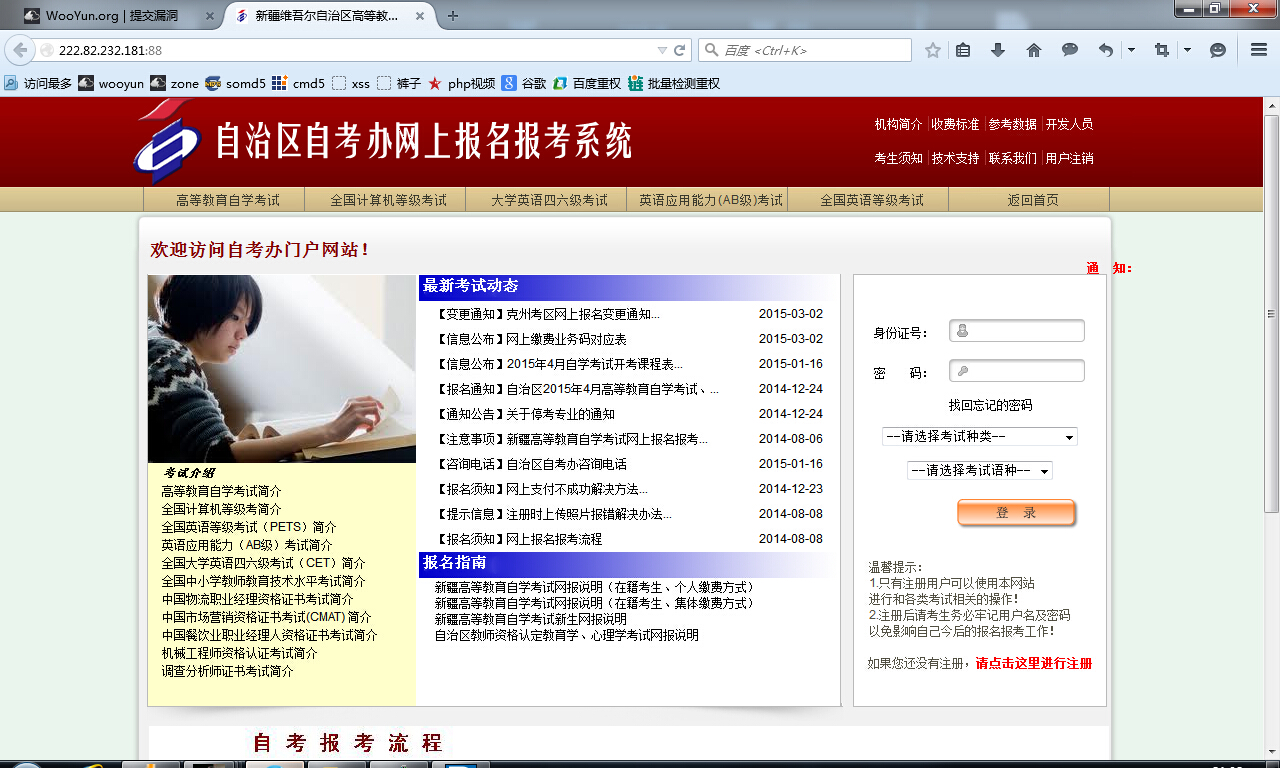 WooYun.org | 提交漏洞
新疆维吾尔自治区高等教...
222.82.232.181:88
百度 <Ctrl+K>
访问最多 wooyun zone somd5 cmd5 xss 裤子 php视频 谷歌 百度重权 批量检测重权
自治区自考办网上报名报考系统
机构简介 收费标准 参考数据 开发人员
考生须知 技术支持 联系我们 用户注销
高等教育自学考试 全国计算机等级考试 大学英语四六级考试 英语应用能力(AB级)考试 全国英语等级考试 返回首页
欢迎访问自考办门户网站！
通 知：
最新考试动态
【变更通知】克州考区网上报名变更通知... 2015-03-02
【信息公布】网上缴费业务码对应表 2015-03-02
【信息公布】2015年4月自学考试开考课程表... 2015-01-16
【报名通知】自治区2015年4月高等教育自学考试、... 2014-12-24
【通知公告】关于停考专业的通知 2014-12-24
【注意事项】新疆高等教育自学考试网上报名报考... 2014-08-06
【咨询电话】自治区自考办咨询电话 2015-01-16
【报名须知】网上支付不成功解决方法... 2014-12-23
【提示信息】注册时上传照片报错解决办法... 2014-08-08
【报名须知】网上报名报考流程 2014-08-08
报名指南
新疆高等教育自学考试网报说明（在籍考生、个人缴费方式）
新疆高等教育自学考试网报说明（在籍考生、集体缴费方式）
新疆高等教育自学考试新生网报说明
自治区教师资格认定教育学、心理学考试网报说明
考试介绍
高等教育自学考试简介
全国计算机等级考简介
全国英语等级考试（PETS）简介
英语应用能力（AB级）考试简介
全国大学英语四六级考试（CET）简介
全国中小学教师教育技术水平考试简介
中国物流职业经理资格证书考试简介
中国市场营销资格证书考试(CMAT)简介
中国餐饮业职业经理人资格证书考试简介
机械工程师资格认证考试简介
调查分析师证书考试简介
身份证号：
密 码：
找回忘记的密码
--请选择考试种类--
--请选择考试语种--
登 录
温馨提示：
1.只有注册用户可以使用本网站
进行和各类考试相关的操作！
2.注册后请考生务必牢记用户名及密码
以免影响自己今后的报名报考工作！
如果您还没有注册，请点击这里进行注册
自 考 报 考 流 程